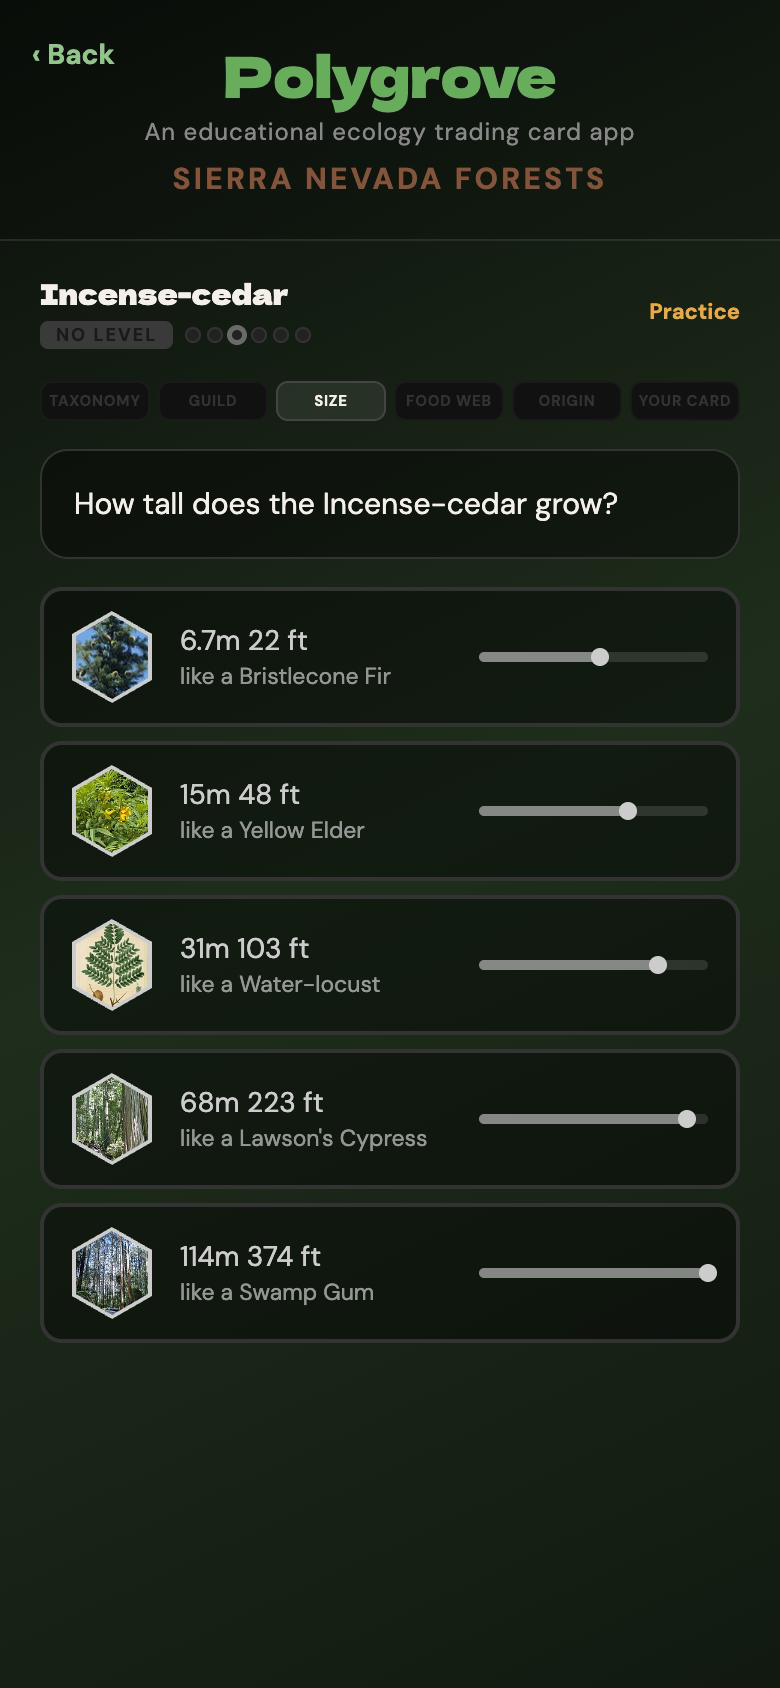 ‹ Back
Polygrove
An educational ecology trading card app
SIERRA NEVADA FORESTS
Incense-cedar
Practice
NO LEVEL
TAXONOMY GUILD SIZE FOOD WEB ORIGIN YOUR CARD
How tall does the Incense-cedar grow?
6.7m 22 ft
like a Bristlecone Fir
15m 48 ft
like a Yellow Elder
31m 103 ft
like a Water-locust
68m 223 ft
like a Lawson's Cypress
114m 374 ft
like a Swamp Gum